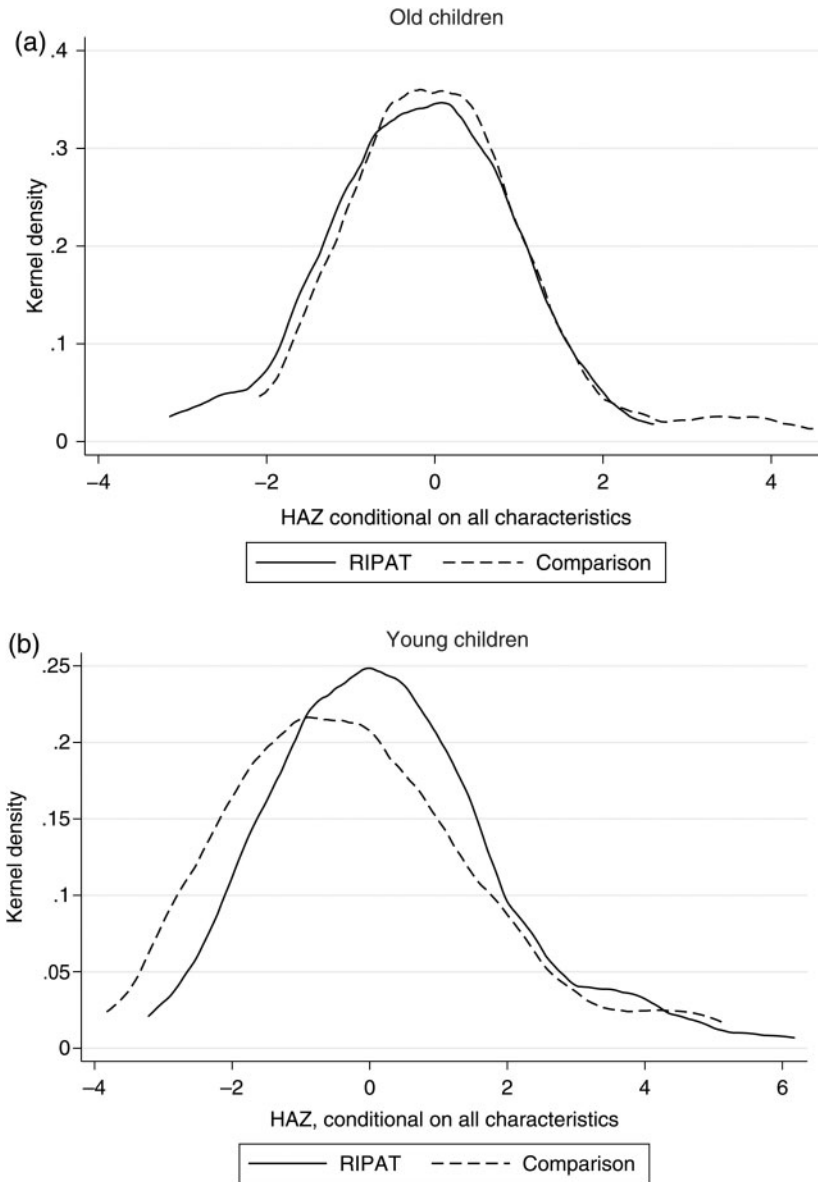 (a)
Old children
.4
.3
.2
.1
0
Kernel density
−4 −2 0 2 4
HAZ conditional on all characteristics
RIPAT Comparison
(b)
Young children
.25
.2
.15
.1
.05
0
Kernel density
−4 −2 0 2 4 6
HAZ, conditional on all characteristics
RIPAT Comparison